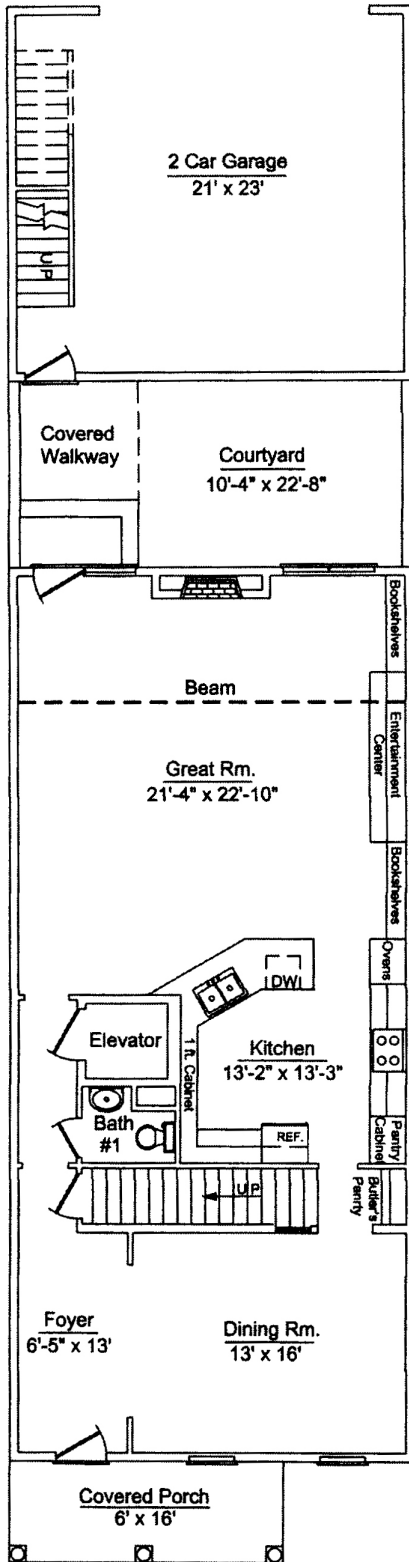 2 Car Garage
21' x 23'
UP
Covered
Walkway
Courtyard
10'-4" x 22'-8"
Bookshelves
Beam
Entertainment
Center
Great Rm.
21'-4" x 22'-10"
Bookshelves
Ovens
DW
Elevator
1 ft. Cabinet
Kitchen
13'-2" x 13'-3"
Bath
#1
REF.
Pantry
Cabinet
UP
Butler's
Panrty
Foyer
6'-5" x 13'
Dining Rm.
13' x 16'
Covered Porch
6' x 16'